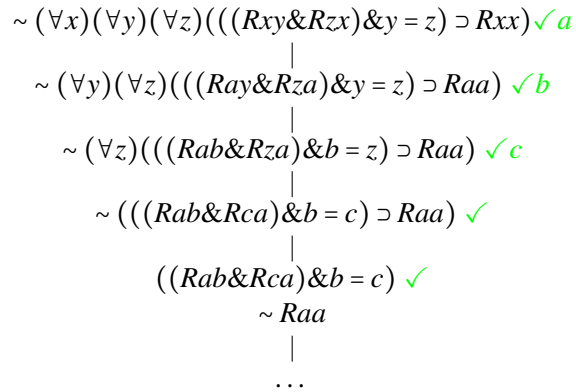 ~ (∀x)(∀y)(∀z)(((Rxy&Rzx)&y = z) ⊃ Rxx) ✓a
~ (∀y)(∀z)(((Ray&Rza)&y = z) ⊃ Raa) ✓b
~ (∀z)(((Rab&Rza)&b = z) ⊃ Raa) ✓c
~ (((Rab&Rca)&b = c) ⊃ Raa) ✓
((Rab&Rca)&b = c) ✓
~ Raa
...